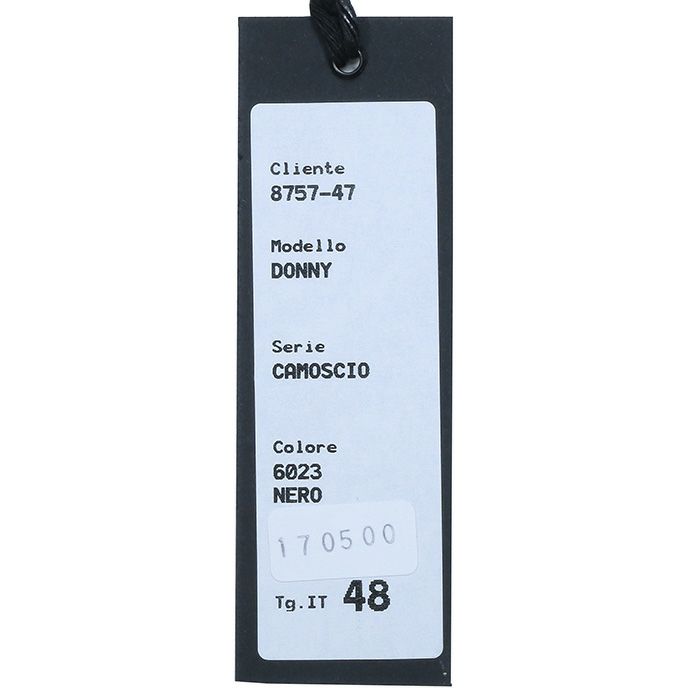 Cliente
8757-47
Modello
DONNY
Serie
CAMOSCIO
Colore
6023
NERO
170500
Tg.IT 48